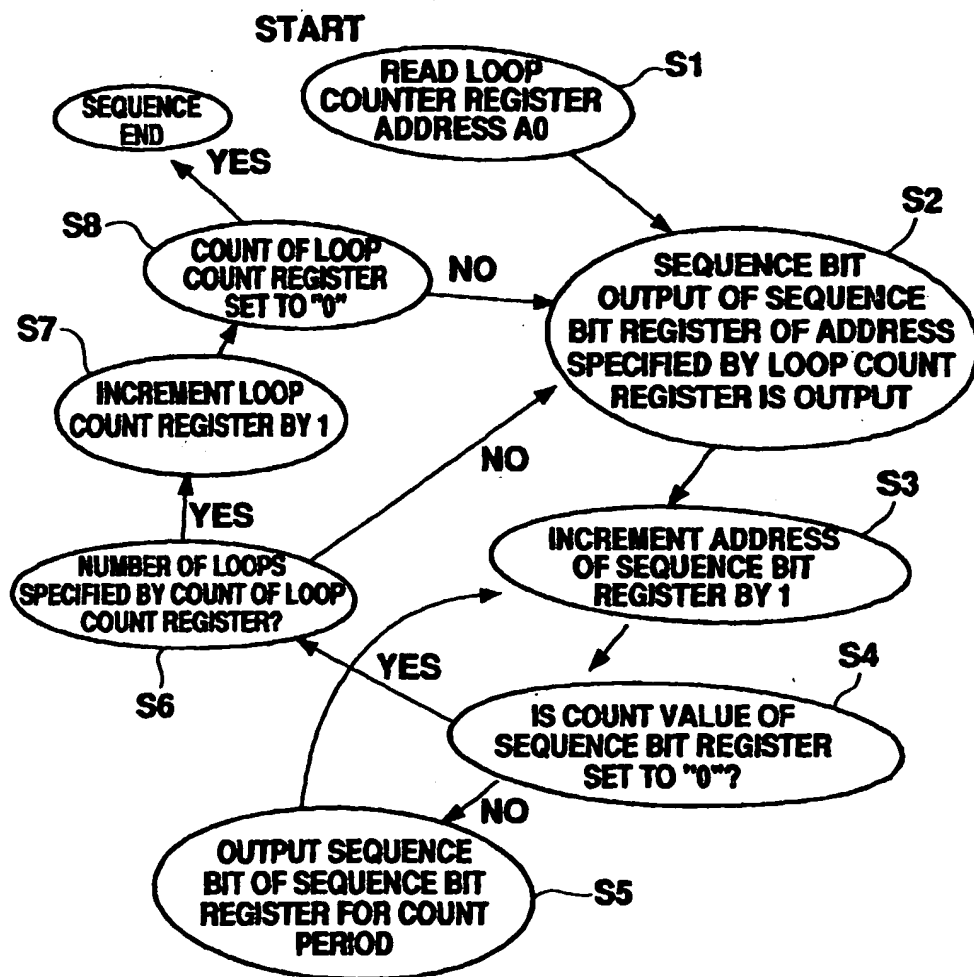 START
READ LOOP
COUNTER REGISTER
ADDRESS A0
S1
SEQUENCE
END
YES
S8
COUNT OF LOOP
COUNT REGISTER
SET TO "0"
NO
S2
SEQUENCE BIT
OUTPUT OF SEQUENCE
BIT REGISTER OF ADDRESS
SPECIFIED BY LOOP COUNT
REGISTER IS OUTPUT
S7
INCREMENT LOOP
COUNT REGISTER BY 1
NO
YES
S3
INCREMENT ADDRESS
OF SEQUENCE BIT
REGISTER BY 1
NUMBER OF LOOPS
SPECIFIED BY COUNT OF LOOP
COUNT REGISTER?
S6
YES
S4
IS COUNT VALUE OF
SEQUENCE BIT REGISTER
SET TO "0"?
NO
OUTPUT SEQUENCE
BIT OF SEQUENCE BIT
REGISTER FOR COUNT
PERIOD
S5